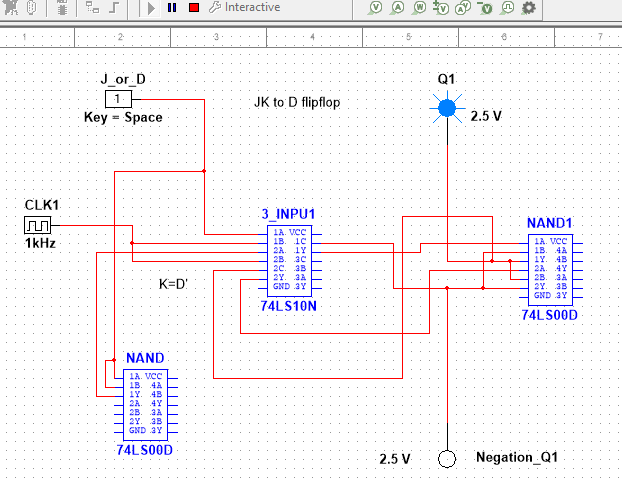 Interactive
1 2 3 4 5 6 7
J_or_D
1
Key = Space
JK to D flipflop
Q1
2.5 V
CLK1
1kHz
3_INPU1
1A VCC
1B 1C
2A 1Y
2B 3C
2C 3B
2Y 3A
GND 3Y
74LS10N
K=D'
NAND1
1A VCC
1B 4A
1Y 4B
2A 4Y
2B 3A
2Y 3B
GND 3Y
74LS00D
NAND
1A VCC
1B 4A
1Y 4B
2A 4Y
2B 3A
2Y 3B
GND 3Y
74LS00D
2.5 V
Negation_Q1